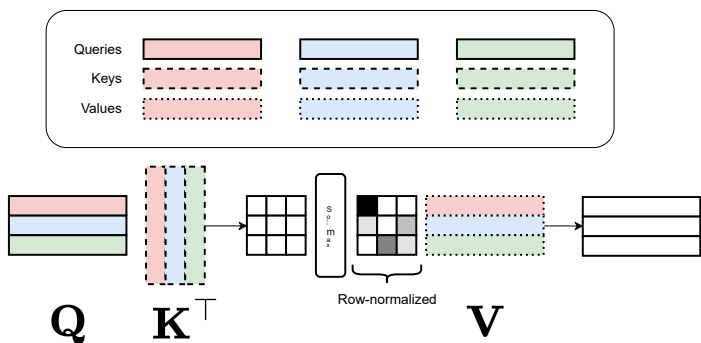 Queries
Keys
Values
Row-normalized
Q
K⊤
V